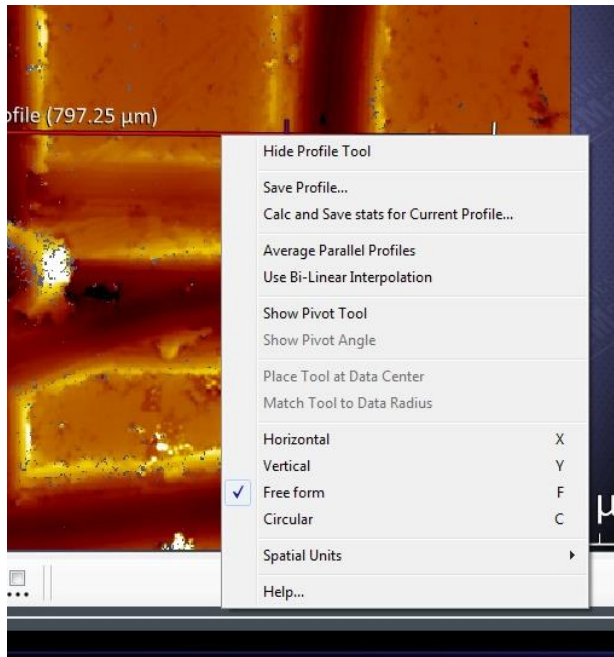 ofile (797.25 µm)
Hide Profile Tool
Save Profile...
Calc and Save stats for Current Profile...
Average Parallel Profiles
Use Bi-Linear Interpolation
Show Pivot Tool
Show Pivot Angle
Place Tool at Data Center
Match Tool to Data Radius
Horizontal X
Vertical Y
Free form F
Circular C
Spatial Units
Help...
µ
...